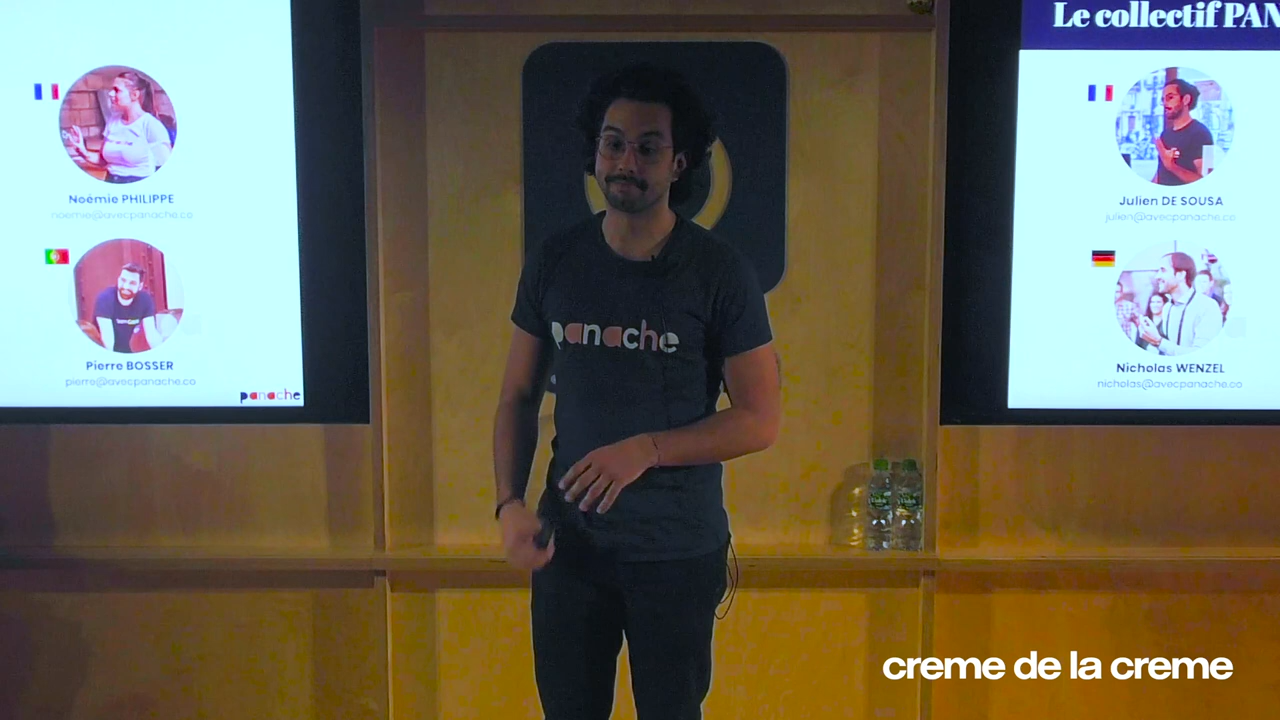 Noémie PHILIPPE
noemie@avecpanache.co
Pierre BOSSER
pierre@avecpanache.co
panache
panache
Le collectif PAN
Julien DE SOUSA
julien@avecpanache.co
Nicholas WENZEL
nicholas@avecpanache.co
creme de la creme